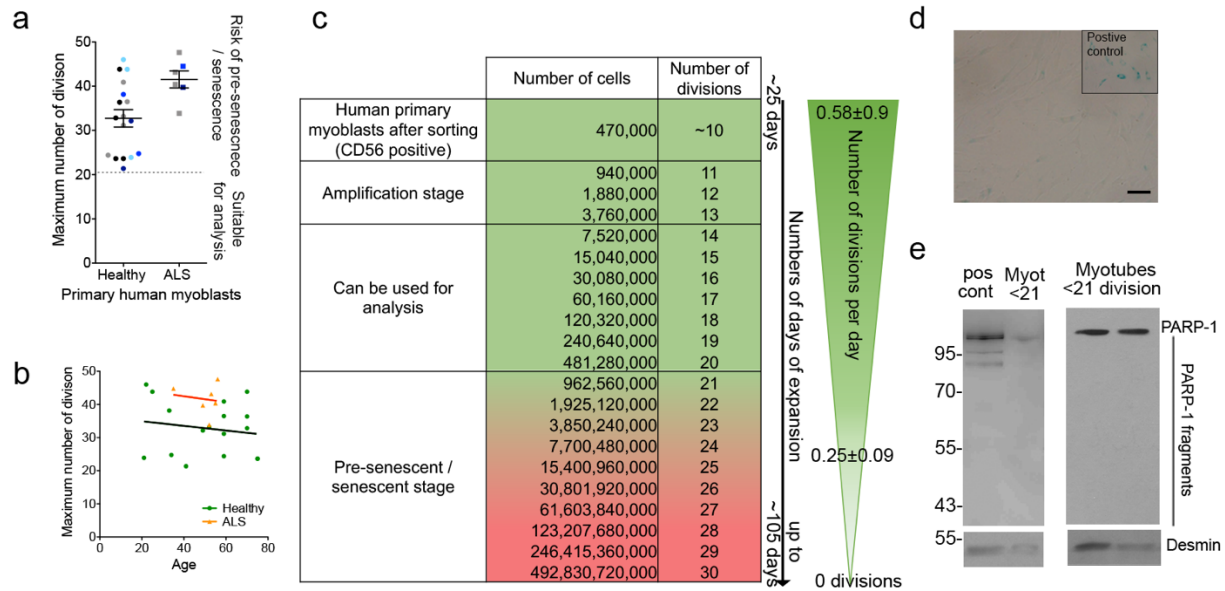 a
50
40
30
20
10
0
Maximum number of divison
Healthy
ALS
Primary human myoblasts
Risk of pre-senescnece
/ senescence
Suitable
for analysis
b
50
40
30
20
10
0
Maximum number of divison
Healthy
ALS
0
20
40
60
80
Age
c
Number of cells
Number of
divisions
Human primary
myoblasts after sorting
(CD56 positive)
470,000
~10
Amplification stage
940,000 11
1,880,000 12
3,760,000 13
Can be used for
analysis
7,520,000 14
15,040,000 15
30,080,000 16
60,160,000 17
120,320,000 18
240,640,000 19
481,280,000 20
Pre-senescent /
senescent stage
962,560,000 21
1,925,120,000 22
3,850,240,000 23
7,700,480,000 24
15,400,960,000 25
30,801,920,000 26
61,603,840,000 27
123,207,680,000 28
246,415,360,000 29
492,830,720,000 30
~25 days
Numbers of days of expansion
up to
~105 days
0.58±0.9
Number of divisions per day
0.25±0.09
0 divisions
d
Postive
control
e
pos
cont
Myot
<21
Myotubes
<21 division
95-
70-
55-
43-
55-
PARP-1
PARP-1 fragments
Desmin